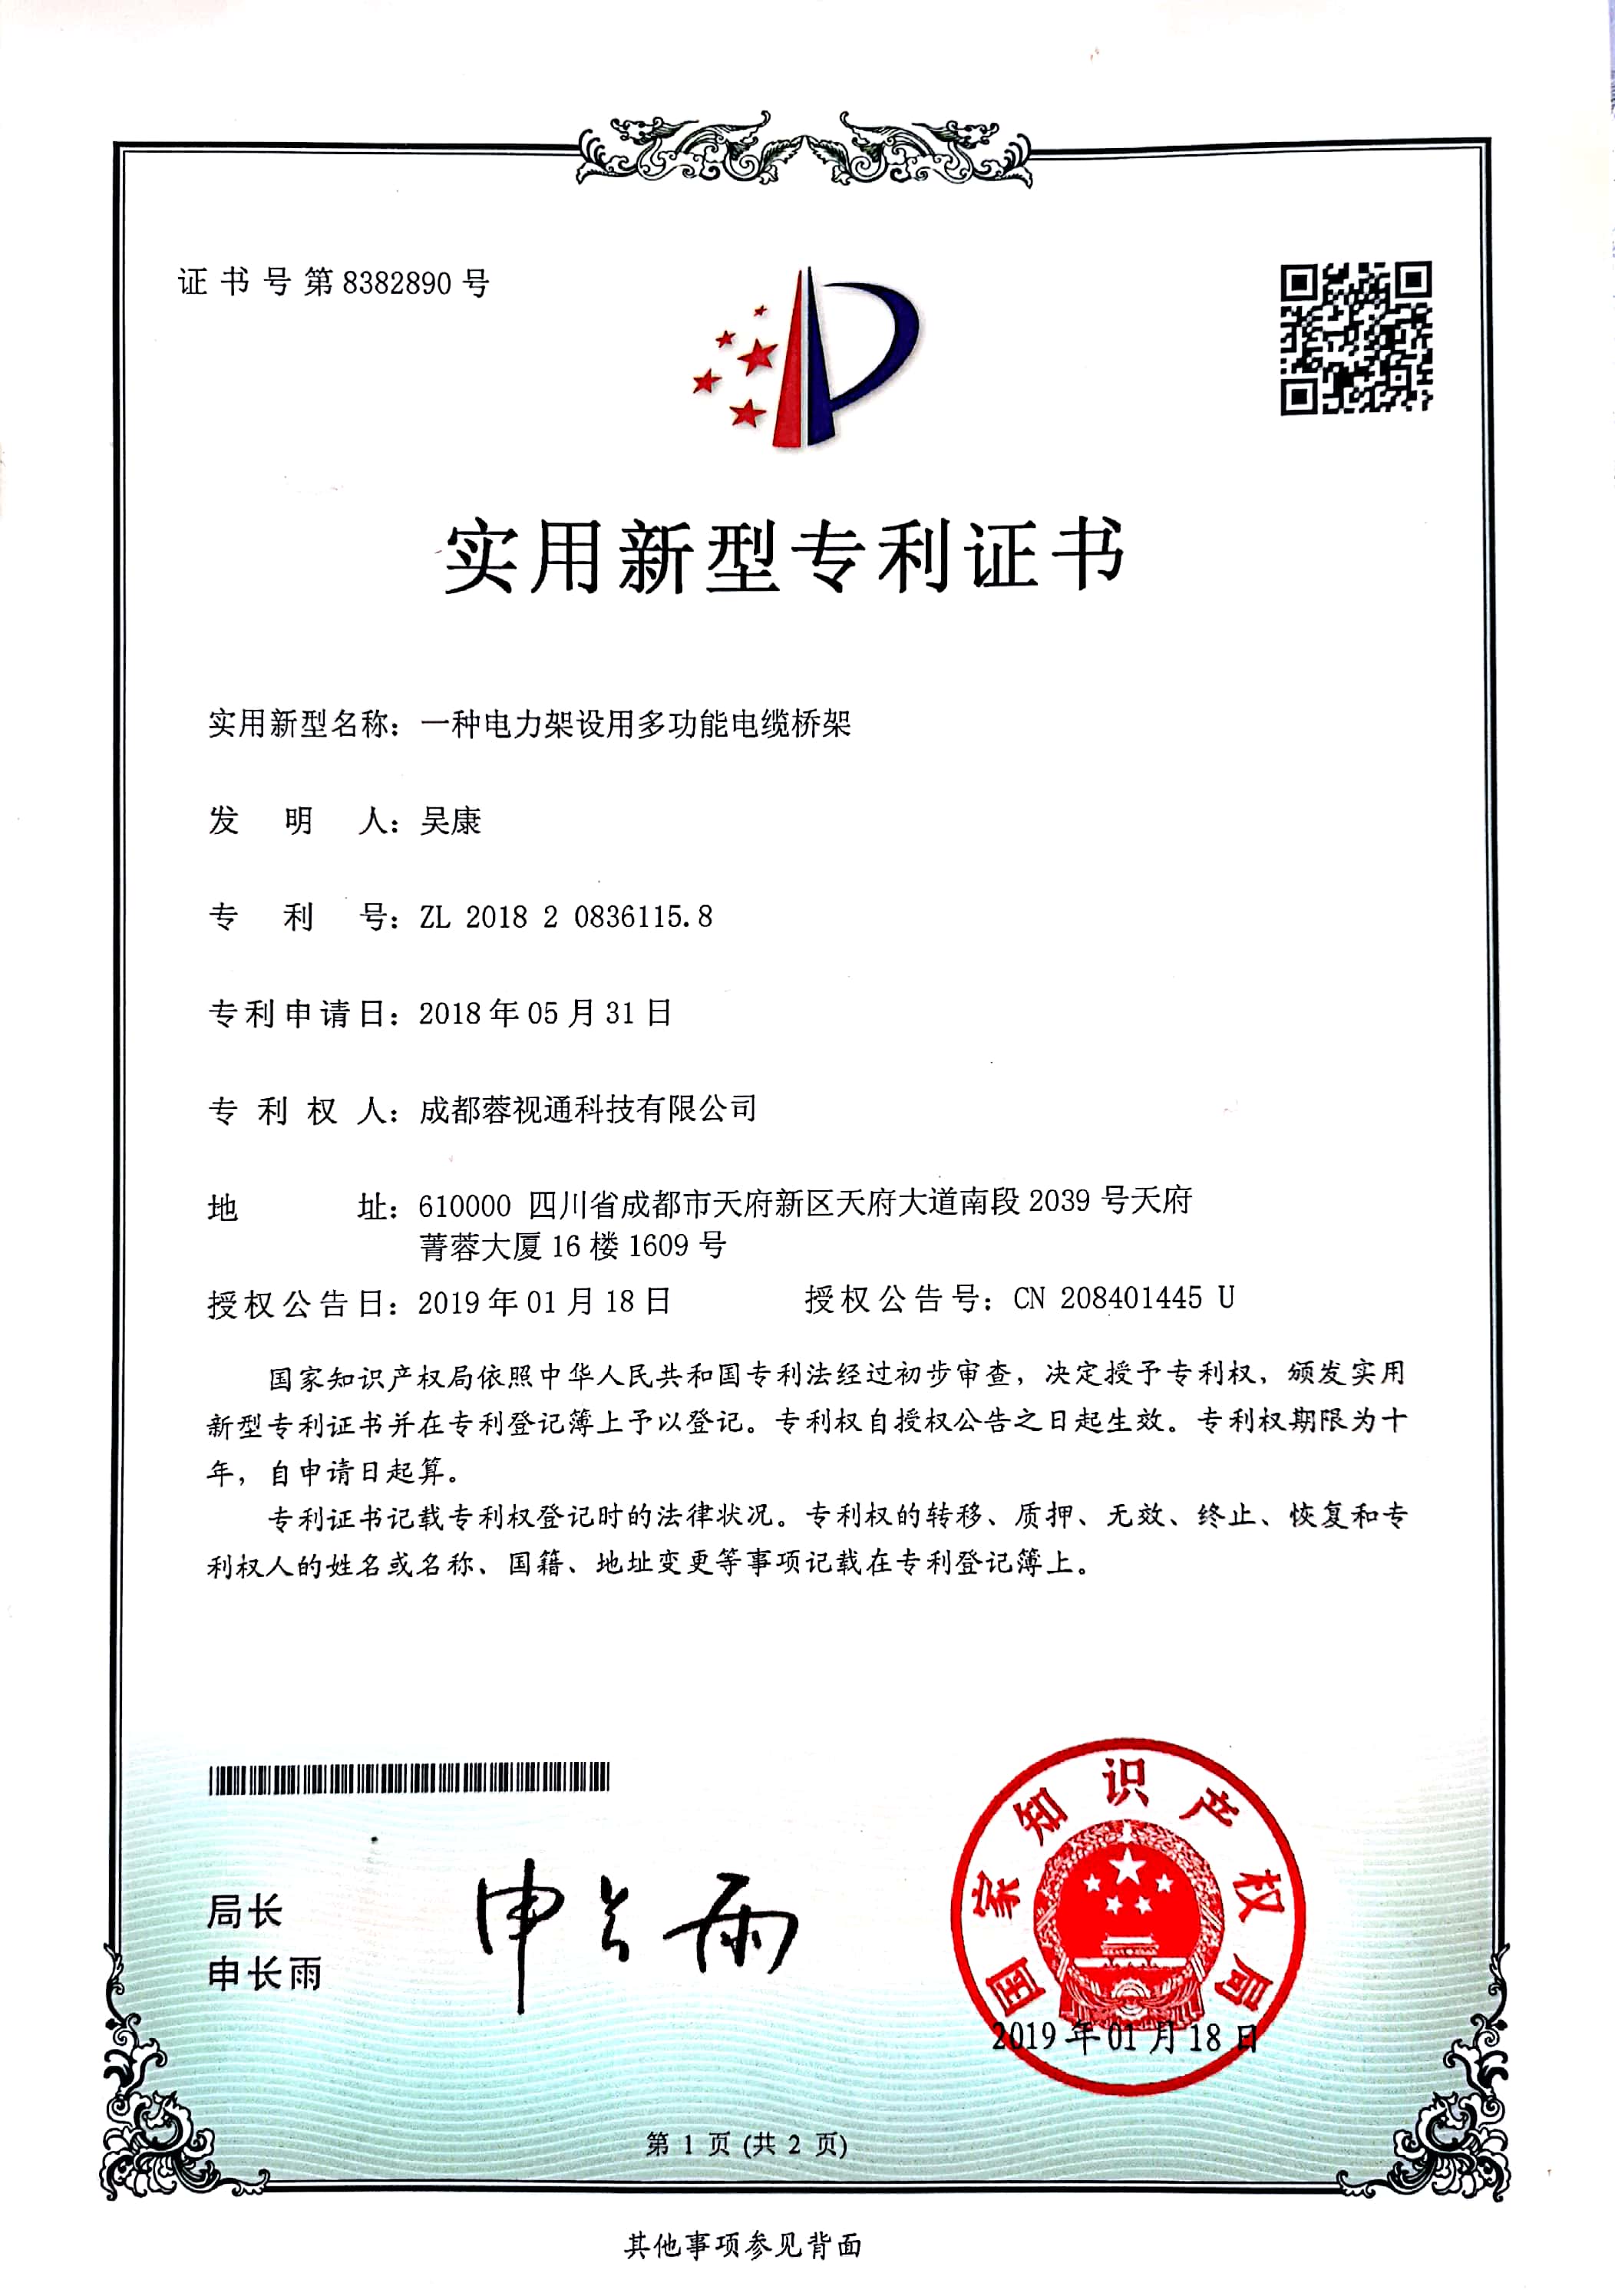 证书号第8382890号
实用新型专利证书
实用新型名称：一种电力架设用多功能电缆桥架
发明人：吴康
专利号：ZL 2018 2 0836115.8
专利申请日：2018年05月31日
专利权人：成都蓉视通科技有限公司
地址：610000 四川省成都市天府新区天府大道南段2039号天府
菁蓉大厦16楼1609号
授权公告日：2019年01月18日 授权公告号：CN 208401445 U
国家知识产权局依照中华人民共和国专利法经过初步审查，决定授予专利权，颁发实用
新型专利证书并在专利登记簿上予以登记。专利权自授权公告之日起生效。专利权期限为十
年，自申请日起算。
专利证书记载专利权登记时的法律状况。专利权的转移、质押、无效、终止、恢复和专
利权人的姓名或名称、国籍、地址变更等事项记载在专利登记簿上。
局长
申长雨
申长雨
国家知识产权局
2019年01月18日
第 1 页 (共 2 页)
其他事项参见背面